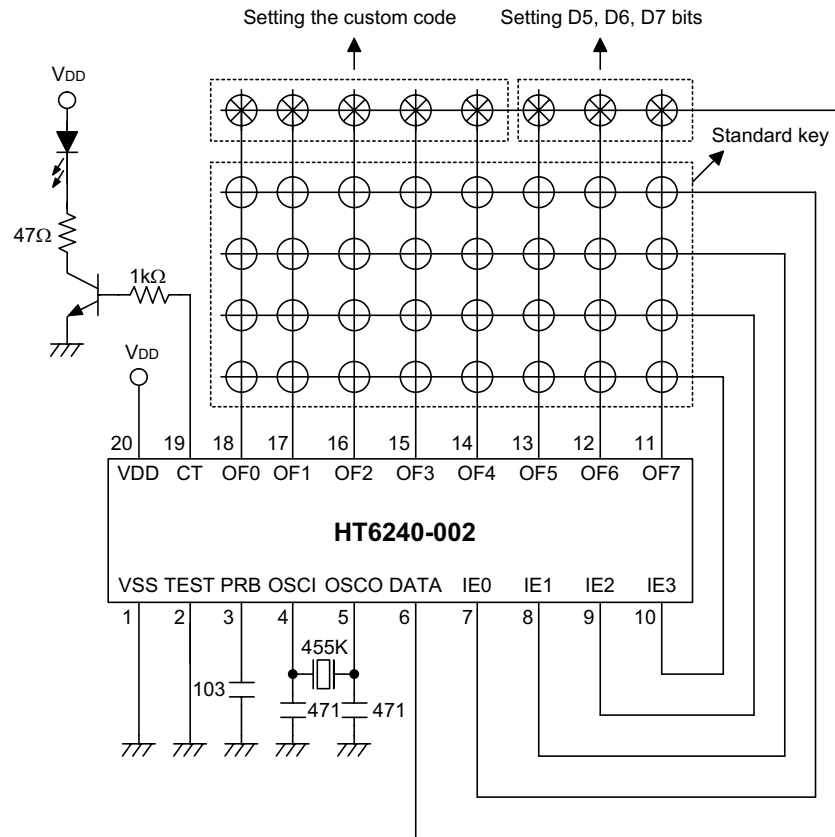 Setting the custom code
Setting D5, D6, D7 bits
VDD
Standard key
47Ω
1kΩ
VDD
20 19 18 17 16 15 14 13 12 11
VDD CT OF0 OF1 OF2 OF3 OF4 OF5 OF6 OF7
HT6240-002
VSS TEST PRB OSCI OSCO DATA IE0 IE1 IE2 IE3
1 2 3 4 5 6 7 8 9 10
455K
103
471 471